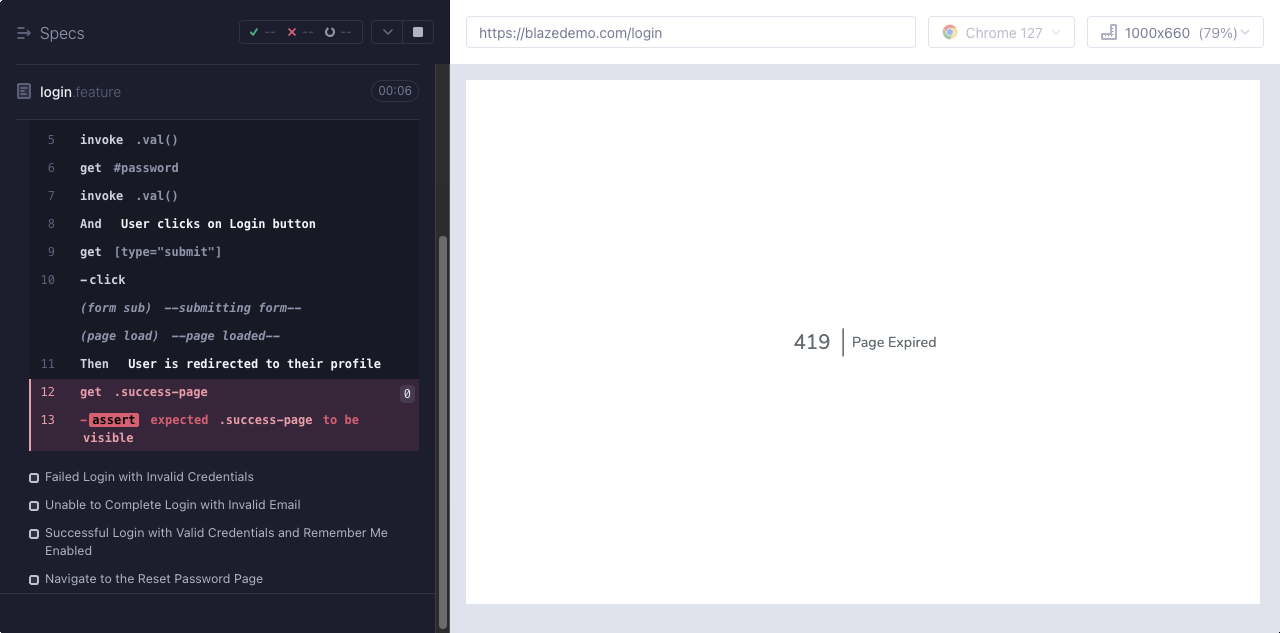 Specs
-- -- --
https://blazedemo.com/login
Chrome 127
1000x660 (79%)
login.feature
00:06
5 invoke .val()
6 get #password
7 invoke .val()
8 And User clicks on Login button
9 get [type="submit"]
10 -click
(form sub) --submitting form--
(page load) --page loaded--
11 Then User is redirected to their profile
12 get .success-page 0
13 -assert expected .success-page to be
visible
Failed Login with Invalid Credentials
Unable to Complete Login with Invalid Email
Successful Login with Valid Credentials and Remember Me
Enabled
Navigate to the Reset Password Page
419 Page Expired